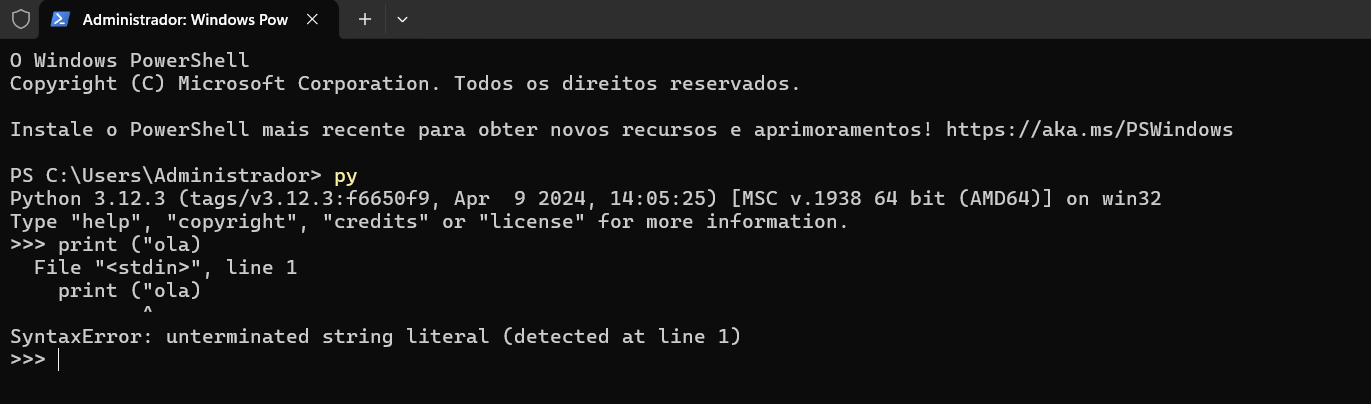 Administrador: Windows Pow
O Windows PowerShell
Copyright (C) Microsoft Corporation. Todos os direitos reservados.
Instale o PowerShell mais recente para obter novos recursos e aprimoramentos! https://aka.ms/PSWindows
PS C:\Users\Administrador> py
Python 3.12.3 (tags/v3.12.3:f6650f9, Apr  9 2024, 14:05:25) [MSC v.1938 64 bit (AMD64)] on win32
Type "help", "copyright", "credits" or "license" for more information.
>>> print ("ola)
  File "<stdin>", line 1
    print ("ola)
           ^
SyntaxError: unterminated string literal (detected at line 1)
>>>